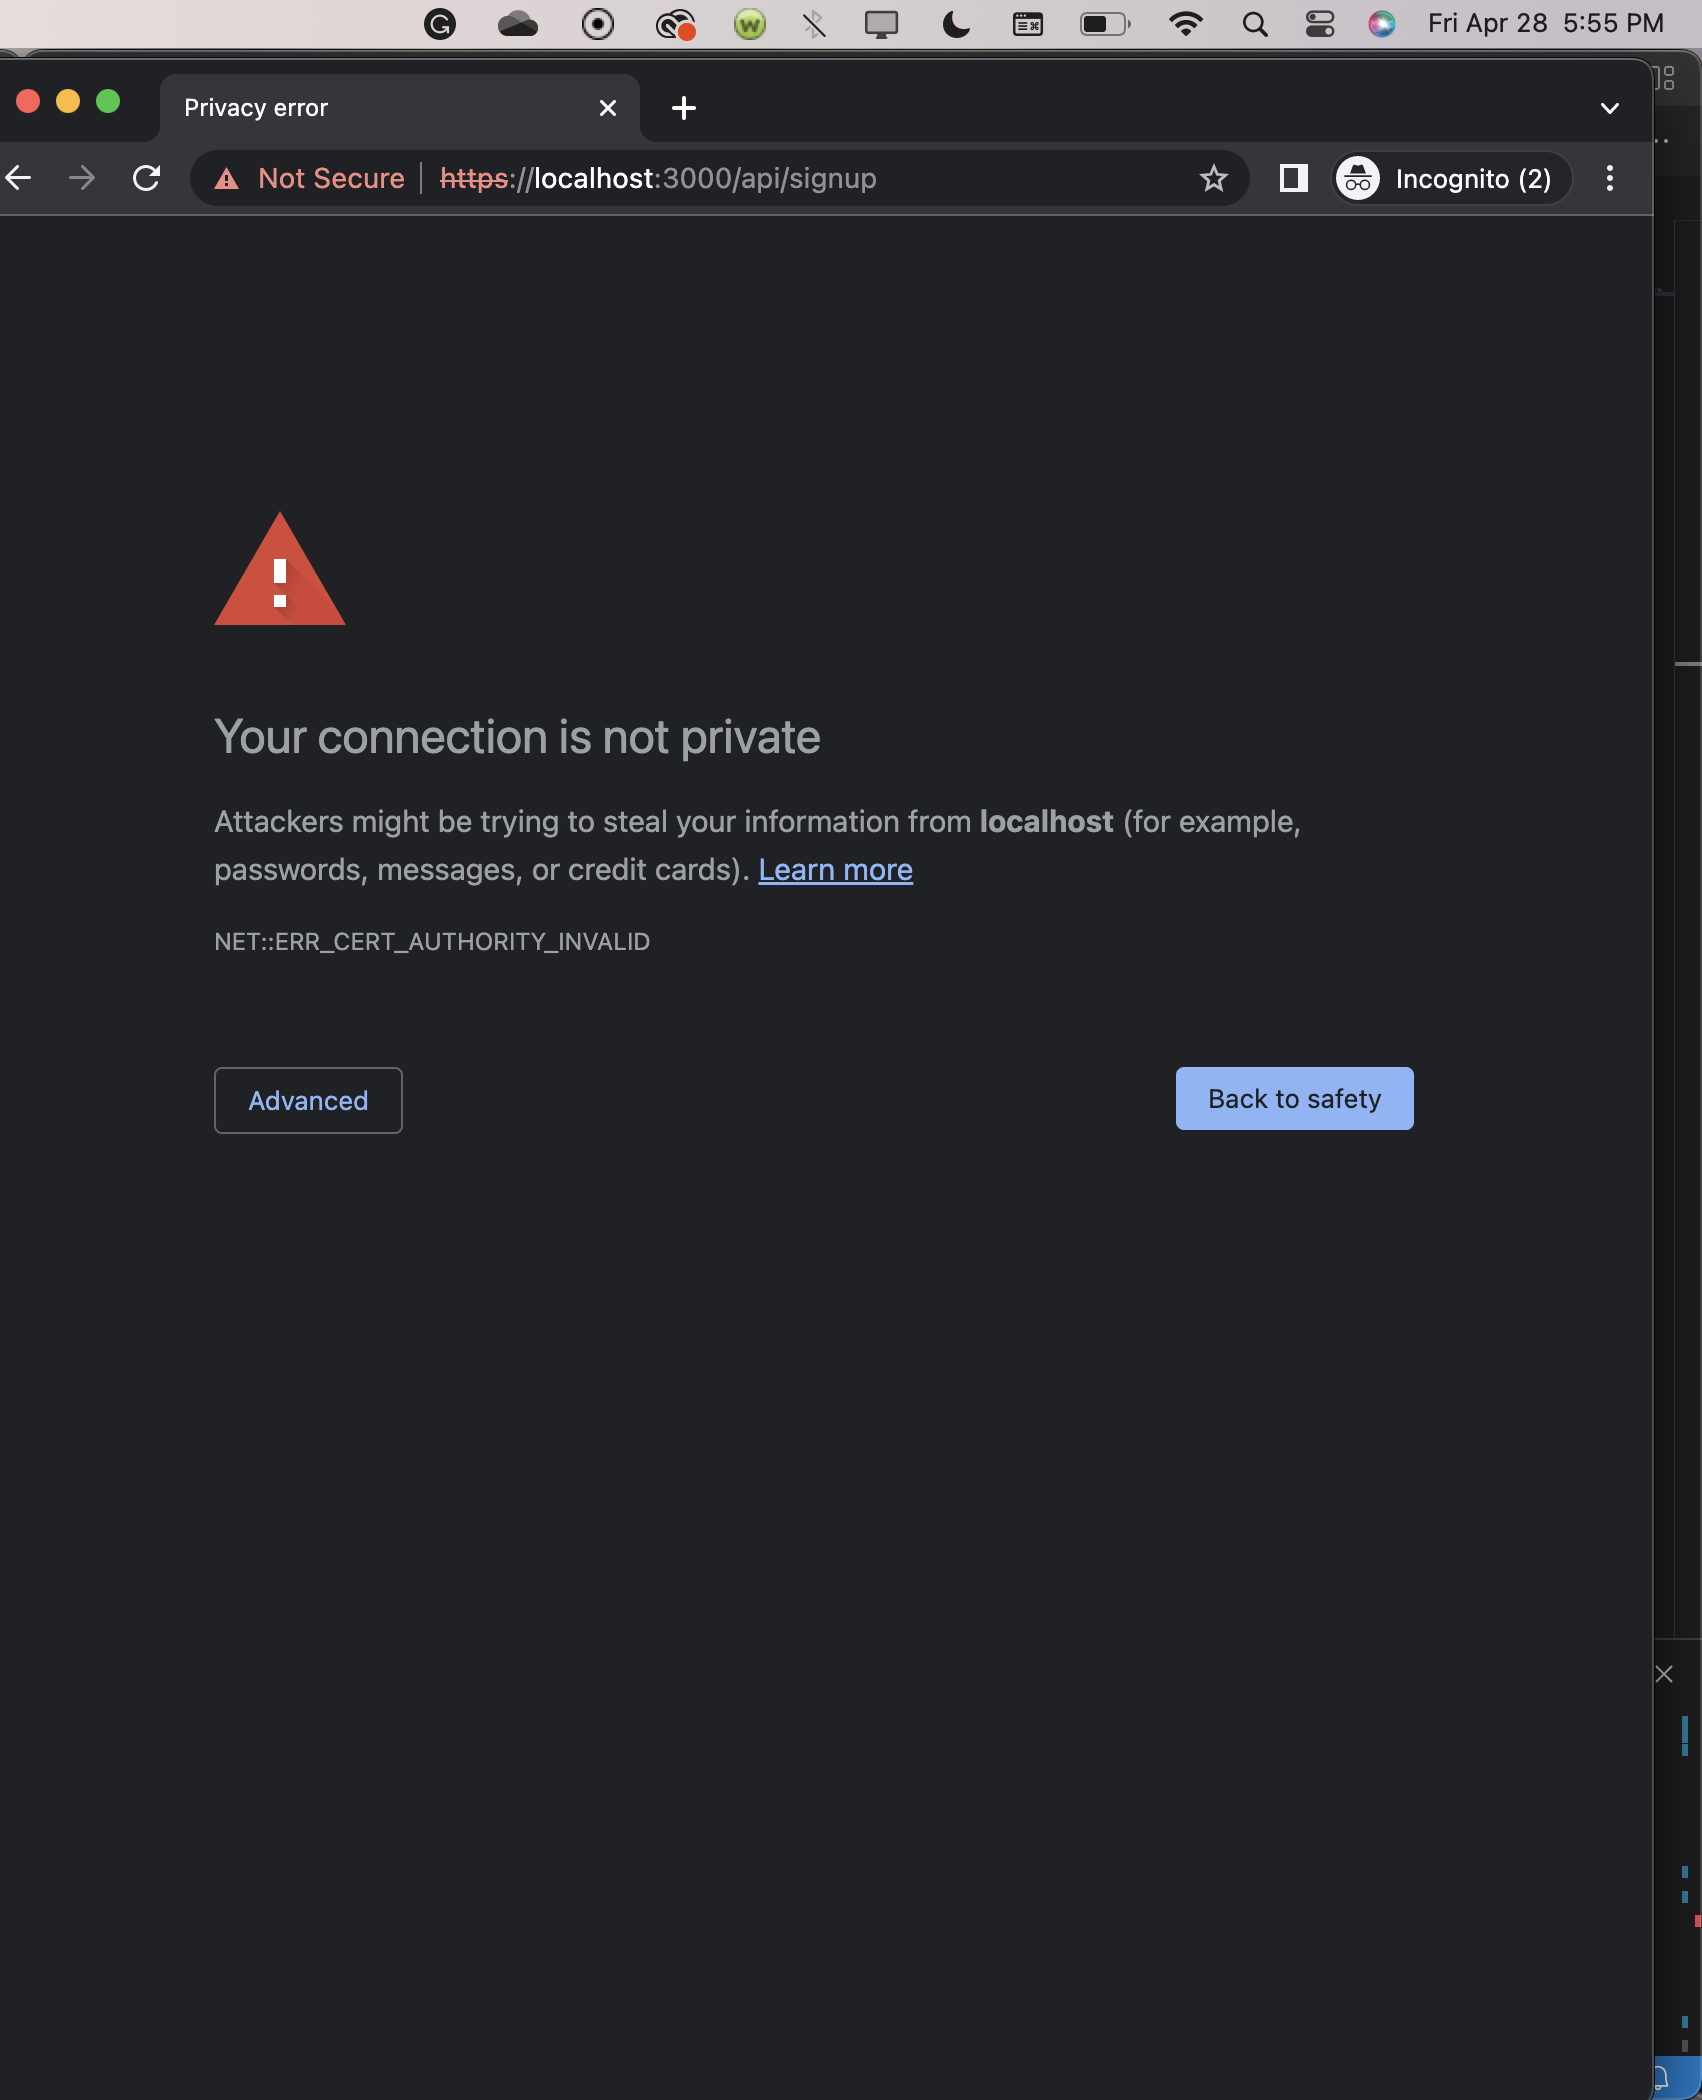 Fri Apr 28 5:55 PM
Privacy error
Not Secure https://localhost:3000/api/signup Incognito (2)
Your connection is not private
Attackers might be trying to steal your information from localhost (for example,
passwords, messages, or credit cards). Learn more
NET::ERR_CERT_AUTHORITY_INVALID
Advanced
Back to safety